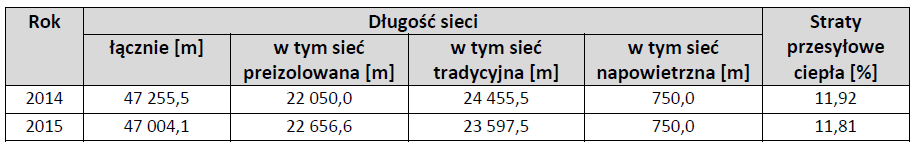 Rok Długość sieci Straty przesyłowe ciepła [%]
łącznie [m] w tym sieć preizolowana [m] w tym sieć tradycyjna [m] w tym sieć napowietrzna [m]
2014 47 255,5 22 050,0 24 455,5 750,0 11,92
2015 47 004,1 22 656,6 23 597,5 750,0 11,81